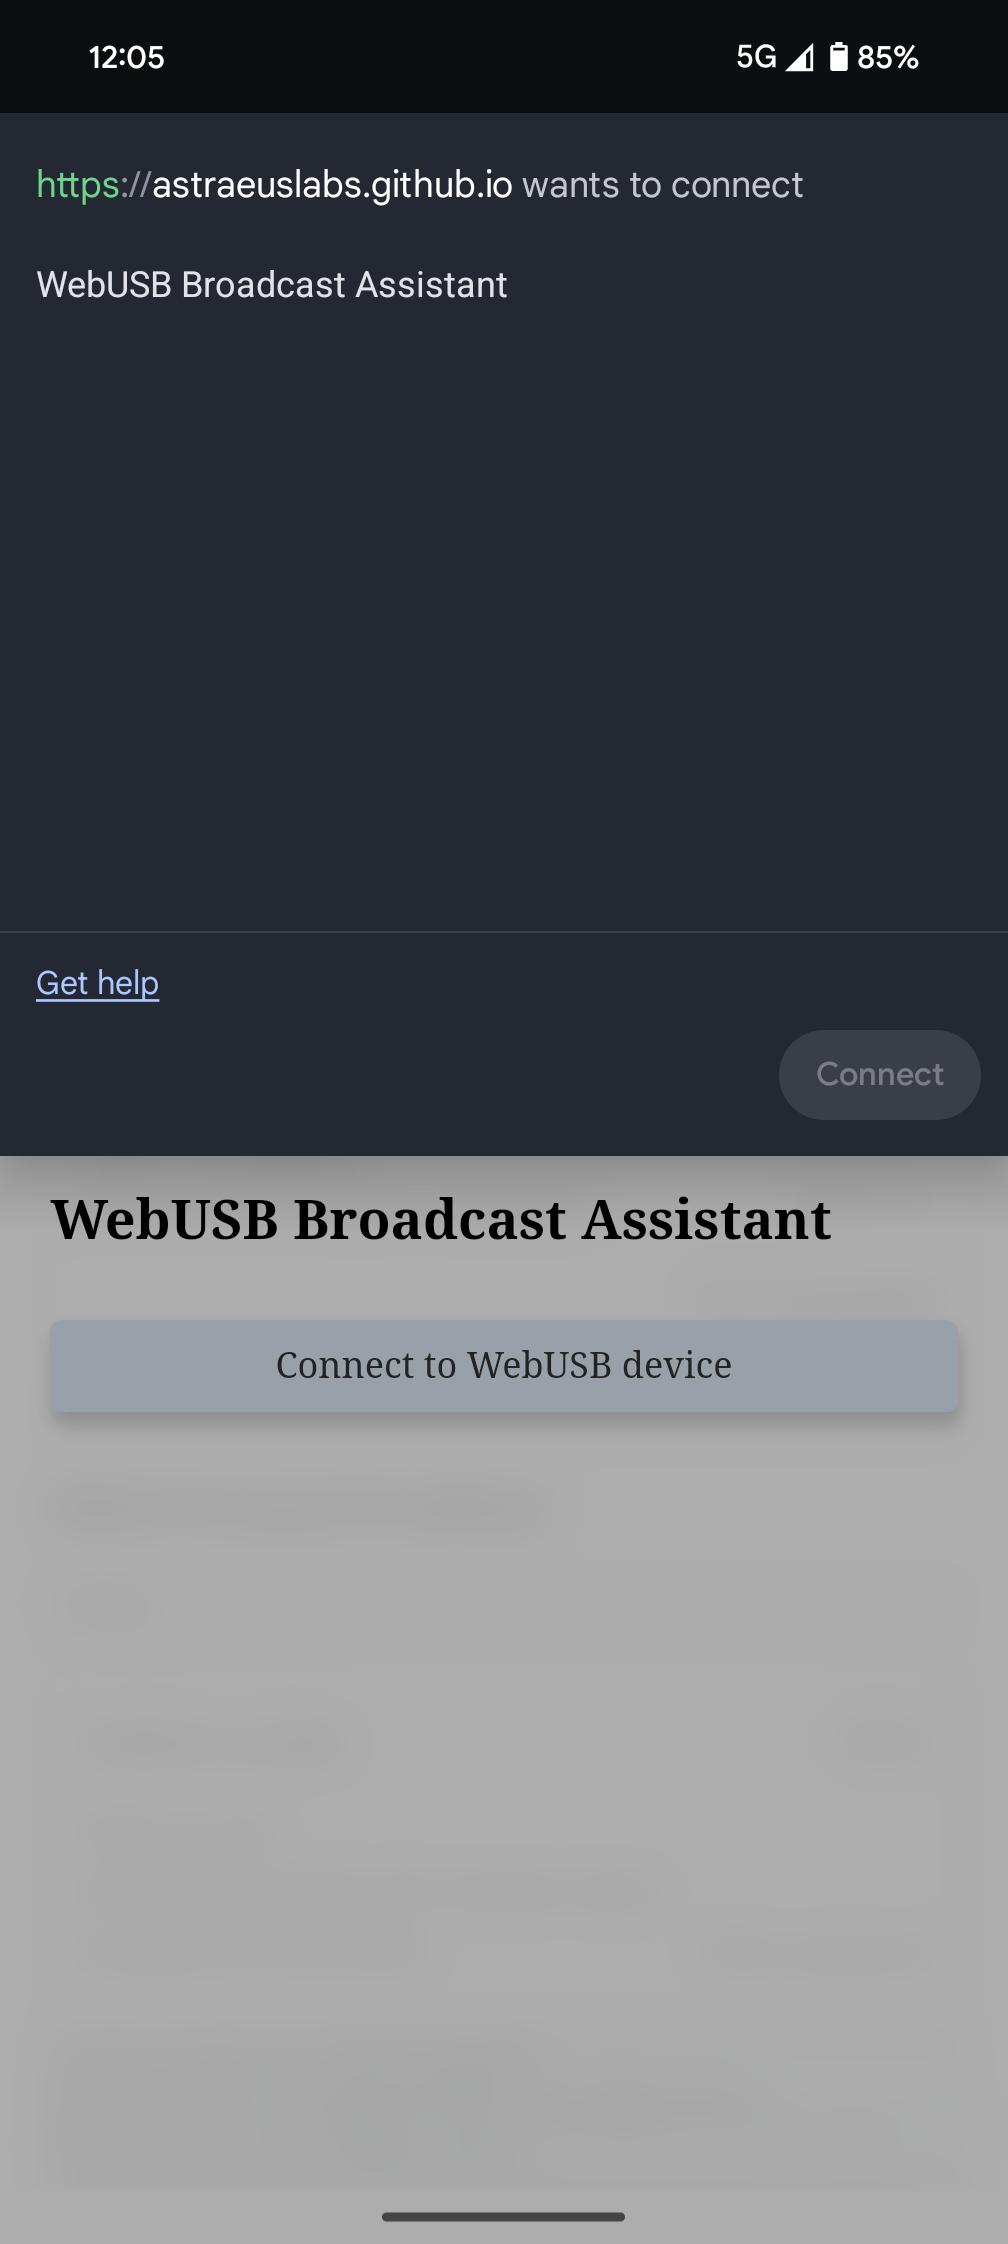 12:05 5G 85%
https://astraeuslabs.github.io wants to connect
WebUSB Broadcast Assistant
Get help
Connect
WebUSB Broadcast Assistant
Connect to WebUSB device